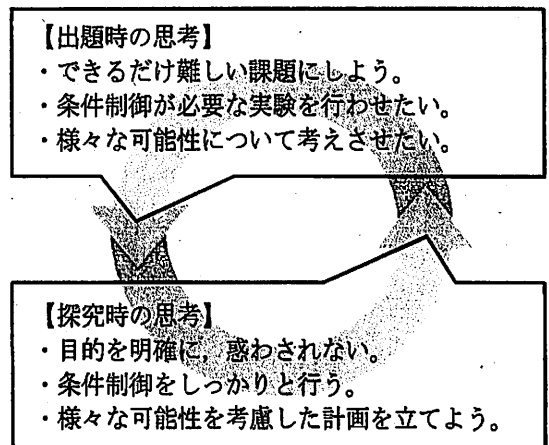 【出題時の思考】
・できるだけ難しい課題にしよう。
・条件制御が必要な実験を行わせたい。
・様々な可能性について考えさせたい。
【探究時の思考】
・目的を明確に，惑わされない。
・条件制御をしっかりと行う。
・様々な可能性を考慮した計画を立てよう。